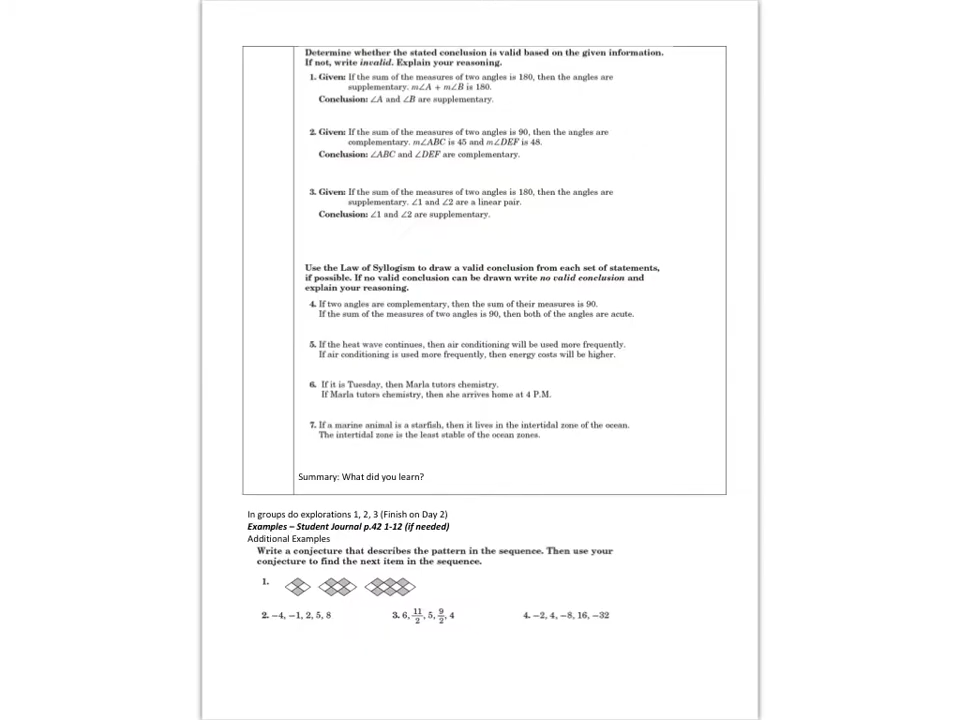 Determine whether the stated conclusion is valid based on the given information.
If not, write invalid. Explain your reasoning.
1. Given: If the sum of the measures of two angles is 180, then the angles are
supplementary. m∠A + m∠B is 180.
Conclusion: ∠A and ∠B are supplementary.
2. Given: If the sum of the measures of two angles is 90, then the angles are
complementary. m∠ABC is 45 and m∠DEF is 48.
Conclusion: ∠ABC and ∠DEF are complementary.
3. Given: If the sum of the measures of two angles is 180, then the angles are
supplementary. ∠1 and ∠2 are a linear pair.
Conclusion: ∠1 and ∠2 are supplementary.
Use the Law of Syllogism to draw a valid conclusion from each set of statements,
if possible. If no valid conclusion can be drawn write no valid conclusion and
explain your reasoning.
4. If two angles are complementary, then the sum of their measures is 90.
If the sum of the measures of two angles is 90, then both of the angles are acute.
5. If the heat wave continues, then air conditioning will be used more frequently.
If air conditioning is used more frequently, then energy costs will be higher.
6. If it is Tuesday, then Marla tutors chemistry.
If Marla tutors chemistry, then she arrives home at 4 P.M.
7. If a marine animal is a starfish, then it lives in the intertidal zone of the ocean.
The intertidal zone is the least stable of the ocean zones.
Summary: What did you learn?
In groups do explorations 1, 2, 3 (Finish on Day 2)
Examples – Student Journal p.42 1-12 (if needed)
Additional Examples
Write a conjecture that describes the pattern in the sequence. Then use your
conjecture to find the next item in the sequence.
1.
2. −4, −1, 2, 5, 8 3. 6, 11/2, 5, 9/2, 4 4. −2, 4, −8, 16, −32